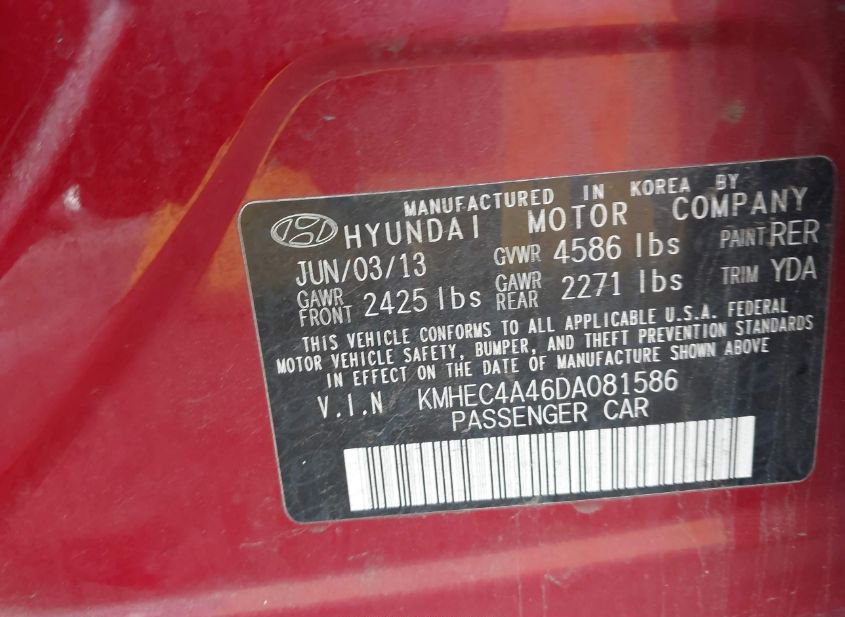 MANUFACTURED IN KOREA BY
HYUNDAI MOTOR COMPANY
JUN/03/13 GVWR 4586 lbs PAINT:RER
GAWR FRONT 2425 lbs GAWR REAR 2271 lbs TRIM YDA
THIS VEHICLE CONFORMS TO ALL APPLICABLE U.S.A. FEDERAL
MOTOR VEHICLE SAFETY, BUMPER, AND THEFT PREVENTION STANDARDS
IN EFFECT ON THE DATE OF MANUFACTURE SHOWN ABOVE
V.I.N KMHEC4A46DA081586
PASSENGER CAR